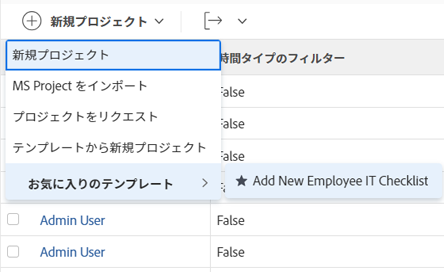 新規プロジェクト
新規プロジェクト
時間タイプのフィルター
MS Project をインポート
False
プロジェクトをリクエスト
False
テンプレートから新規プロジェクト
False
お気に入りのテンプレート
Add New Employee IT Checklist
Admin User False
Admin User False